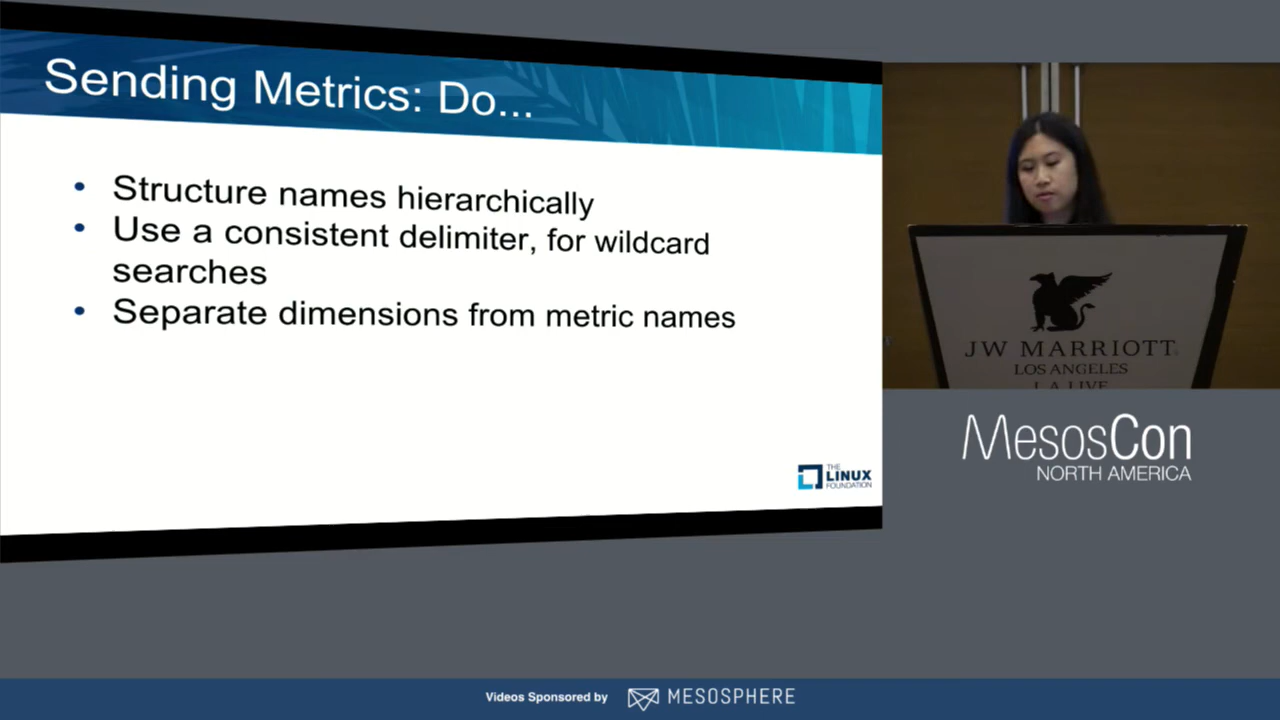 Sending Metrics: Do...
• Structure names hierarchically
• Use a consistent delimiter, for wildcard
searches
• Separate dimensions from metric names
THE
LINUX
FOUNDATION
JW MARRIOTT
LOS ANGELES
L.A. LIVE
MesosCon
NORTH AMERICA
Videos Sponsored by
MESOSPHERE